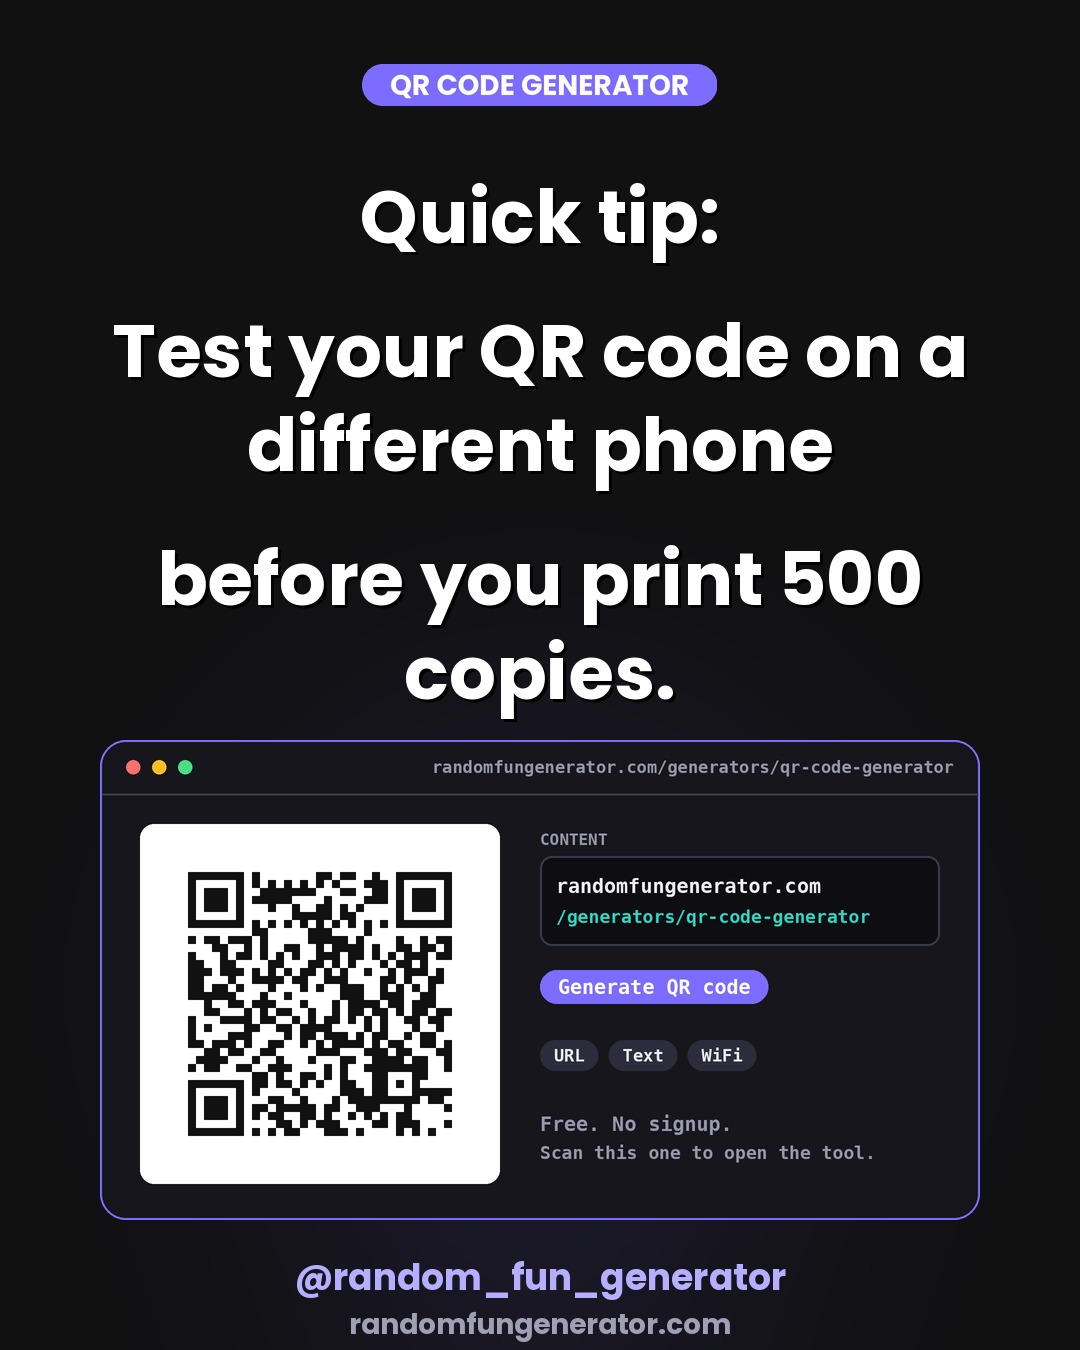 QR CODE GENERATOR
Quick tip:
Test your QR code on a
different phone
before you print 500
copies.
randomfungenerator.com/generators/qr-code-generator
CONTENT
randomfungenerator.com
/generators/qr-code-generator
Generate QR code
URL Text WiFi
Free. No signup.
Scan this one to open the tool.
@random_fun_generator
randomfungenerator.com